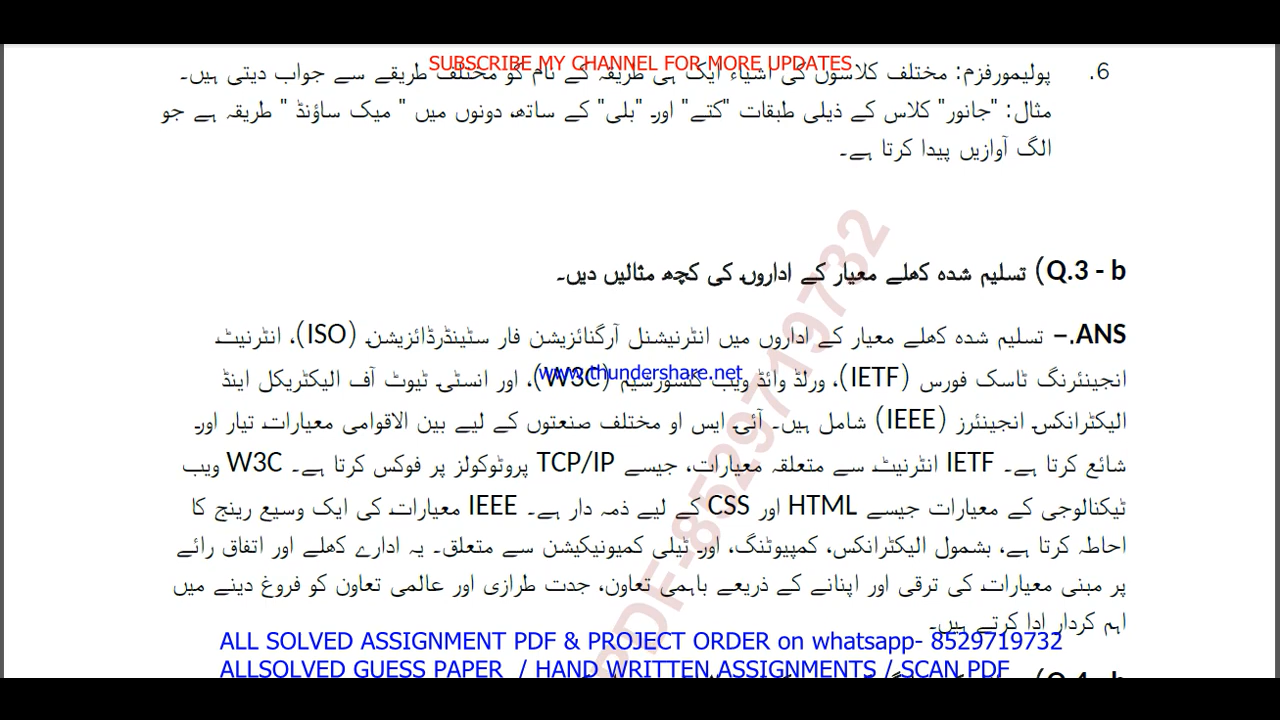 SUBSCRIBE MY CHANNEL FOR MORE UPDATES
6. پولیمورفزم: مختلف کلاسوں کی اشیاء ایک ہی طریقہ کے نام کو مختلف طریقے سے جواب دیتی ہیں۔
مثال: "جانور" کلاس کے ذیلی طبقات "کتے" اور "بلی" کے ساتھ، دونوں میں " میک ساؤنڈ " طریقہ ہے جو
الگ آوازیں پیدا کرتا ہے۔
Q.3 - b) تسلیم شدہ کھلے معیار کے اداروں کی کچھ مثالیں دیں۔
ANS.– تسلیم شدہ کھلے معیار کے اداروں میں انٹرنیشنل آرگنائزیشن فار سٹینڈرڈائزیشن (ISO)، انٹرنیٹ
انجینئرنگ ٹاسک فورس (IETF)، ورلڈ وائڈ ویب کنسورشیم (W3C)، اور انسٹی ٹیوٹ آف الیکٹریکل اینڈ
www.thundershare.net
الیکٹرانکس انجینئرز (IEEE) شامل ہیں۔ آئی ایس او مختلف صنعتوں کے لیے بین الاقوامی معیارات تیار اور
شائع کرتا ہے۔ IETF انٹرنیٹ سے متعلقہ معیارات، جیسے TCP/IP پروٹوکولز پر فوکس کرتا ہے۔ W3C ویب
ٹیکنالوجی کے معیارات جیسے HTML اور CSS کے لیے ذمہ دار ہے۔ IEEE معیارات کی ایک وسیع رینج کا
احاطہ کرتا ہے، بشمول الیکٹرانکس، کمپیوٹنگ، اور ٹیلی کمیونیکیشن سے متعلق۔ یہ ادارے کھلے اور اتفاق رائے
پر مبنی معیارات کی ترقی اور اپنانے کے ذریعے باہمی تعاون، جدت طرازی اور عالمی تعاون کو فروغ دینے میں
اہم کردار ادا کرتے ہیں۔
PDF-8529719732
ALL SOLVED ASSIGNMENT PDF & PROJECT ORDER on whatsapp- 8529719732
ALLSOLVED GUESS PAPER / HAND WRITTEN ASSIGNMENTS / SCAN PDF